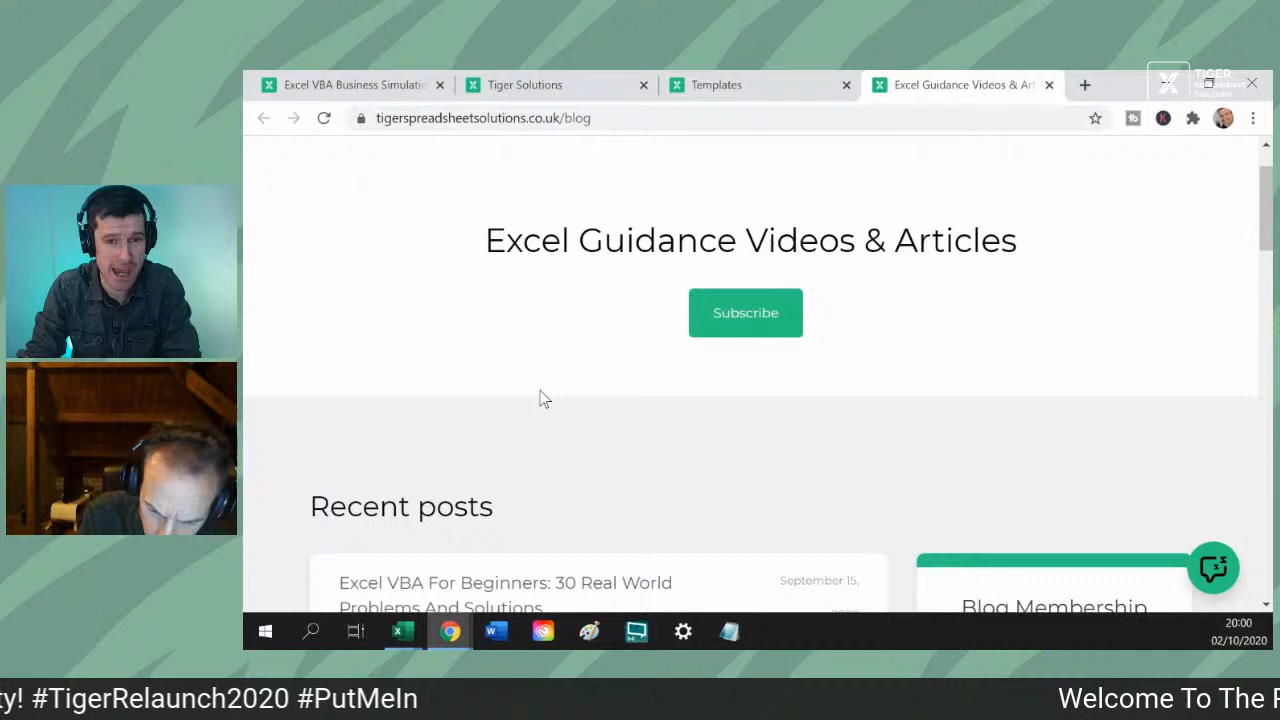 Excel VBA Business Simulatio
Tiger Solutions
Templates
Excel Guidance Videos & Art
TIGER
Spreadsheet
Solutions
tigerspreadsheetsolutions.co.uk/blog
Excel Guidance Videos & Articles
Subscribe
Recent posts
Excel VBA For Beginners: 30 Real World
Problems And Solutions
September 15,
Blog Membership
20:00
02/10/2020
ty! #TigerRelaunch2020 #PutMeIn
Welcome To The